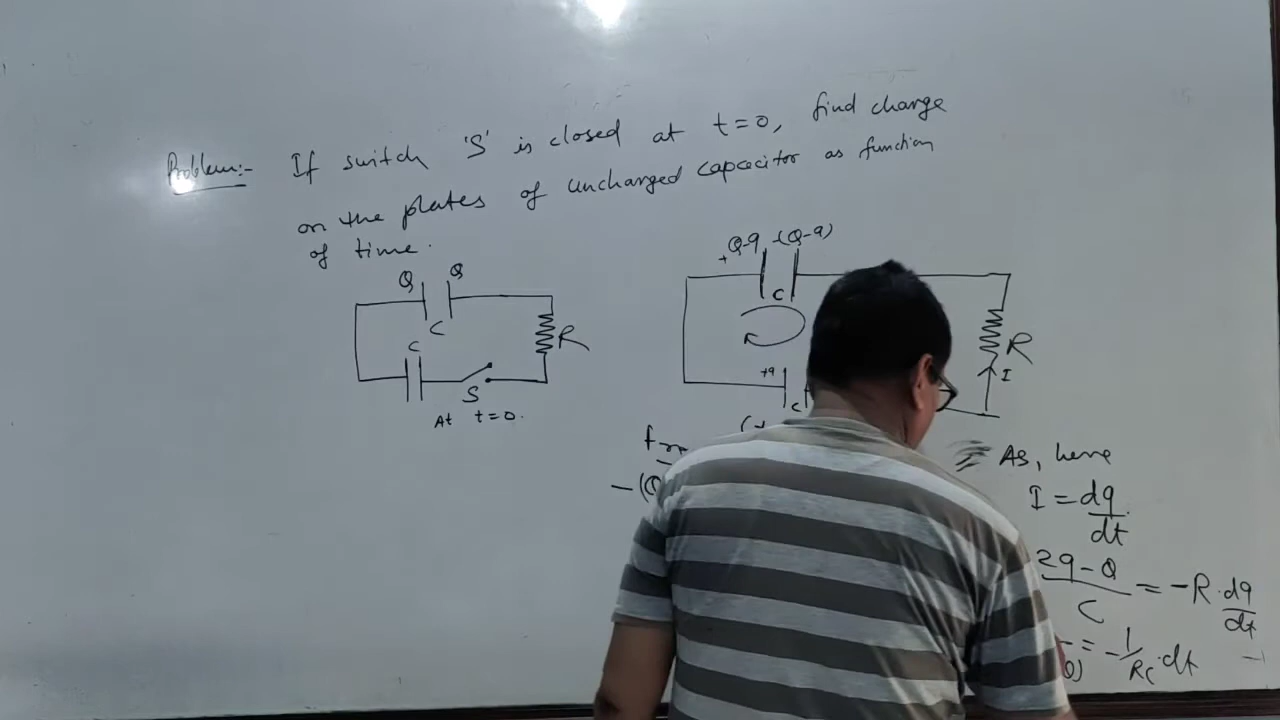 Problem:- If switch 'S' is closed at t=0, find charge
on the plates of uncharged capacitor as function
of time.
Q Q
C
C
R
S
At t=0.
+Q-q -(Q-q)
C
R
+q
I
C
As, here
I = dq/dt
2q-Q/C = -R.dq/dt
= -1/RC.dt